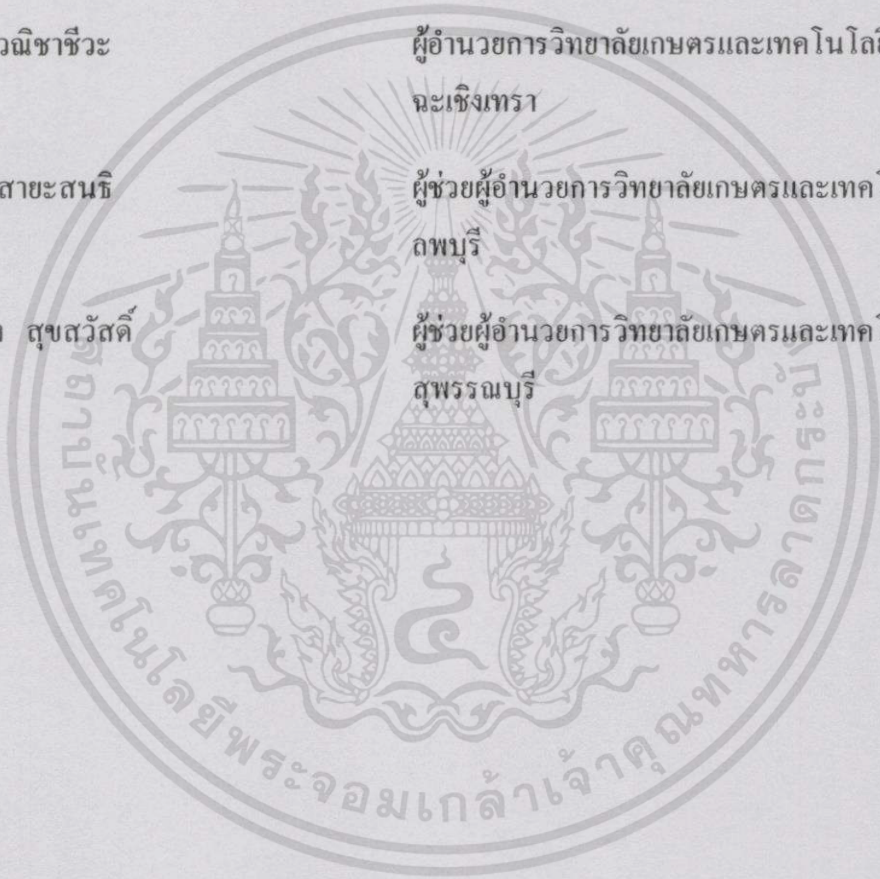 วณิชาชีวะ ผู้อำนวยการวิทยาลัยเกษตรและเทคโนโลยี
ฉะเชิงเทรา
สายะสนธิ ผู้ช่วยผู้อำนวยการวิทยาลัยเกษตรและเทคโ
ลพบุรี
สุขสวัสดิ์ ผู้ช่วยผู้อำนวยการวิทยาลัยเกษตรและเทคโ
สุพรรณบุรี
สถาบันเทคโนโลยีพระจอมเกล้าเจ้าคุณทหารลาดกระบัง